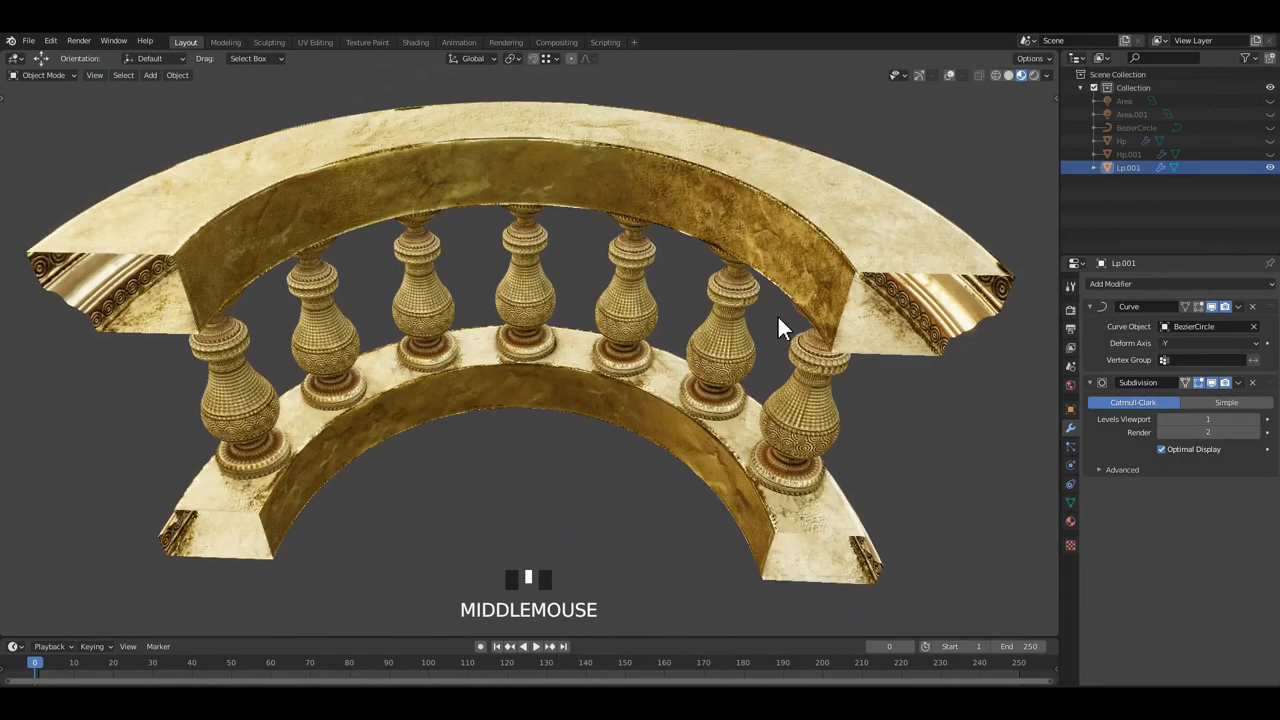 File Edit Render Window Help Layout Modeling Sculpting UV Editing Texture Paint Shading Animation Rendering Compositing Scripting + Scene View Layer
Orientation: Default Drag: Select Box Global Options
Object Mode View Select Add Object
Scene Collection
Collection
Area
Area.001
BezierCircle
Hp
Hp.001
Lp.001
Lp.001
Add Modifier
Curve
Curve Object BezierCircle
Deform Axis -Y
Vertex Group
Subdivision
Catmull-Clark Simple
Levels Viewport 1
Render 2
Optimal Display
Advanced
MIDDLEMOUSE
Playback Keying View Marker 0 Start 1 End 250
0 10 20 30 40 50 60 70 80 90 100 110 120 130 140 150 160 170 180 190 200 210 220 230 240 250